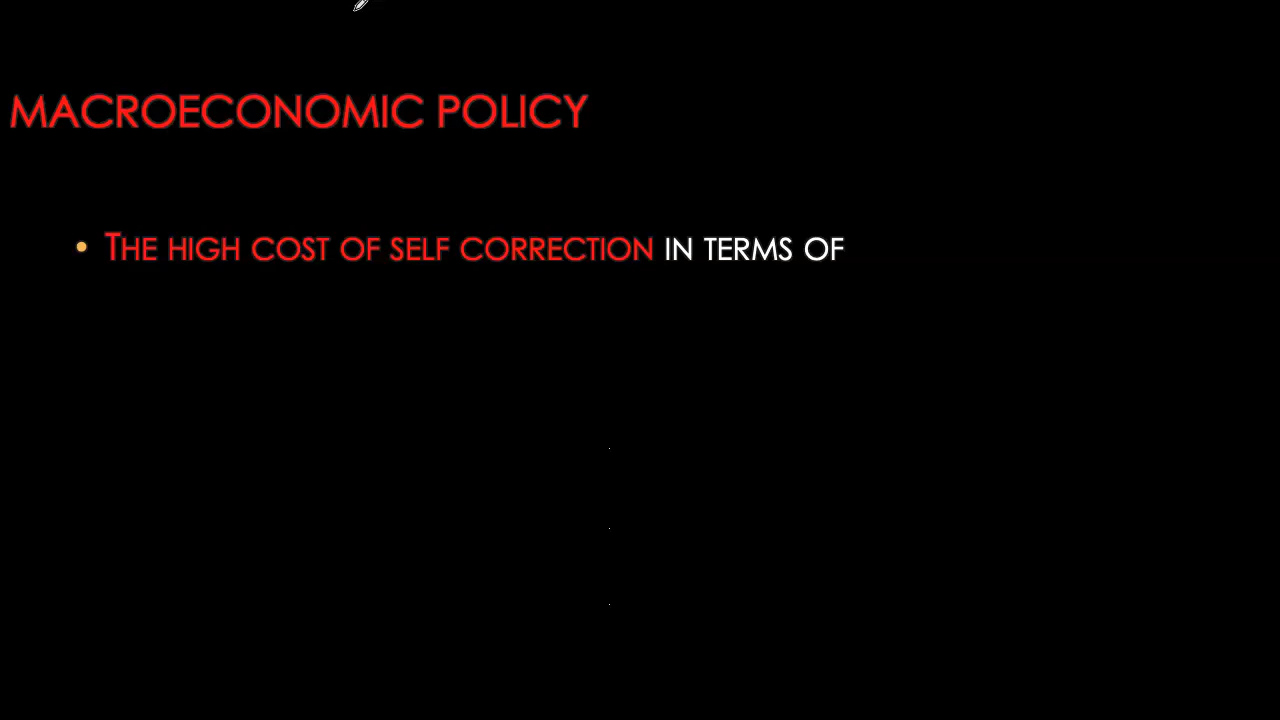 MACROECONOMIC POLICY
• THE HIGH COST OF SELF CORRECTION IN TERMS OF